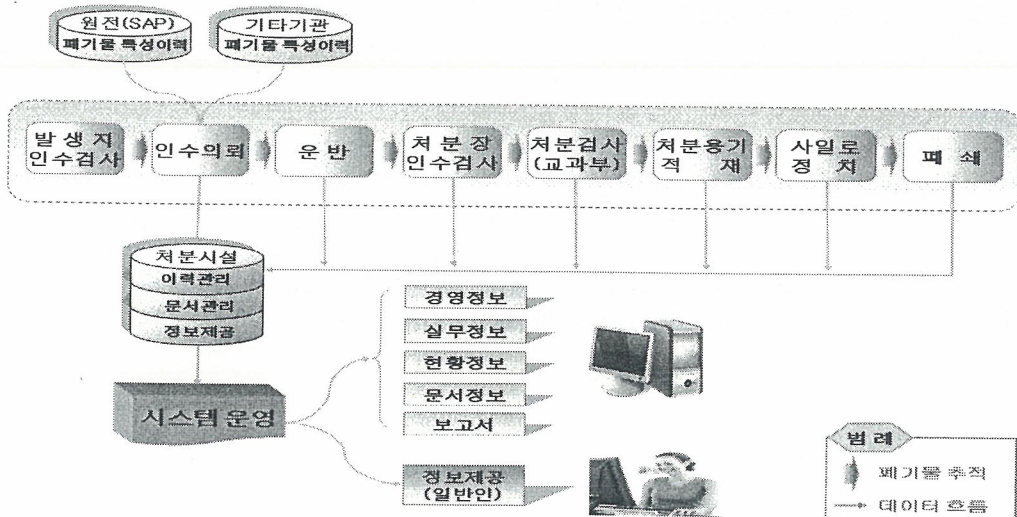 원전(SAP)
폐기물 특성이력
기타기관
폐기물 특성이력
발 생 지
인수검사
인수의뢰
운 반
처 분 장
인수검사
처분검사
(교과부)
처분용기
적 재
사일로
정 치
폐 쇄
처분시설
이력관리
문서관리
정보제공
시스템 운영
경영정보
실무정보
현황정보
문서정보
보고서
정보제공
(일반인)
범 례
폐기물 추적
데이터 흐름